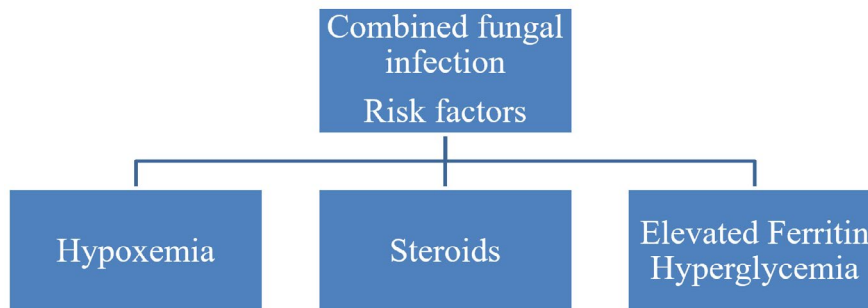 Combined fungal
infection
Risk factors
Hypoxemia
Steroids
Elevated Ferritin
Hyperglycemia